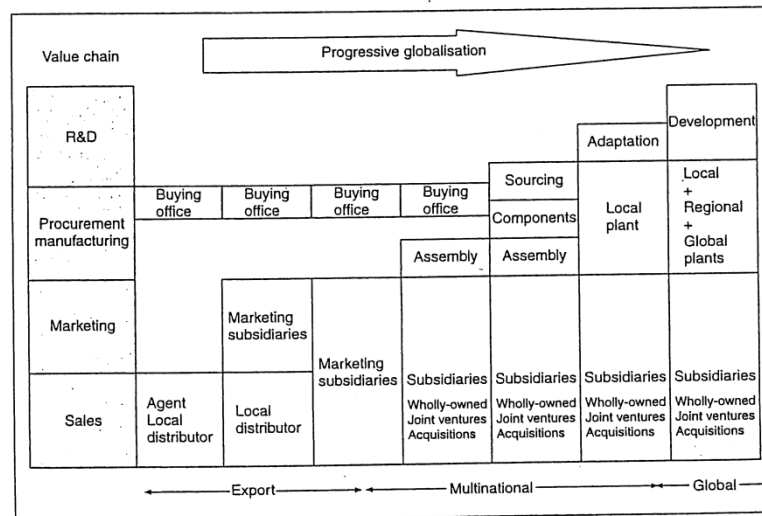 Value chain
Progressive globalisation
R&D
Adaptation
Development
Procurement
manufacturing
Buying
office
Buying
office
Buying
office
Buying
office
Sourcing
Components
Assembly
Assembly
Local
plant
Local
+
Regional
+
Global
plants
Marketing
Marketing
subsidiaries
Marketing
subsidiaries
Sales
Agent
Local
distributor
Local
distributor
Subsidiaries
Wholly-owned
Joint ventures
Acquisitions
Subsidiaries
Wholly-owned
Joint ventures
Acquisitions
Subsidiaries
Wholly-owned
Joint ventures
Acquisitions
Subsidiaries
Wholly-owned
Joint ventures
Acquisitions
Export
Multinational
Global